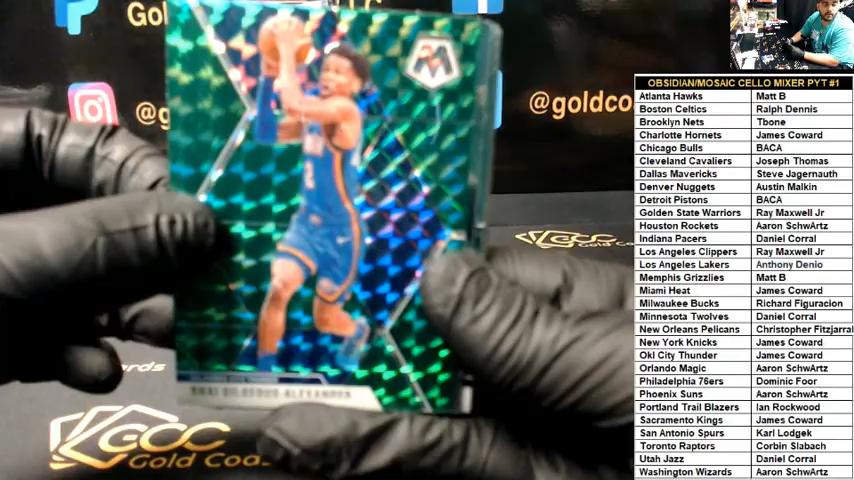 Gol
@g
@goldco
M
SHAI GILGEOUS-ALEXANDER
ards
GCC
Gold Coa
GCC
Gold Co
OBSIDIAN/MOSAIC CELLO MIXER PYT #1
Atlanta Hawks Matt B
Boston Celtics Ralph Dennis
Brooklyn Nets Tbone
Charlotte Hornets James Coward
Chicago Bulls BACA
Cleveland Cavaliers Joseph Thomas
Dallas Mavericks Steve Jagernauth
Denver Nuggets Austin Malkin
Detroit Pistons BACA
Golden State Warriors Ray Maxwell Jr
Houston Rockets Aaron SchwArtz
Indiana Pacers Daniel Corral
Los Angeles Clippers Ray Maxwell Jr
Los Angeles Lakers Anthony Denio
Memphis Grizzlies Matt B
Miami Heat James Coward
Milwaukee Bucks Richard Figuracion
Minnesota Twolves Daniel Corral
New Orleans Pelicans Christopher Fitzjarral
New York Knicks James Coward
Okl City Thunder James Coward
Orlando Magic Aaron SchwArtz
Philadelphia 76ers Dominic Foor
Phoenix Suns Aaron SchwArtz
Portland Trail Blazers Ian Rockwood
Sacramento Kings James Coward
San Antonio Spurs Karl Lodgek
Toronto Raptors Corbin Slabach
Utah Jazz Daniel Corral
Washington Wizards Aaron SchwArtz